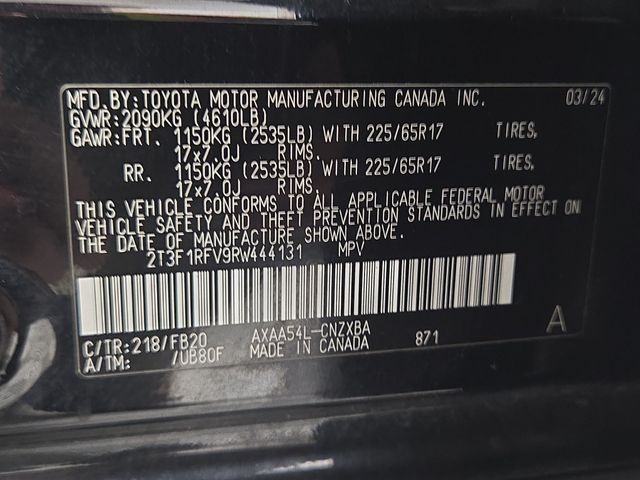 MFD.BY:TOYOTA MOTOR MANUFACTURING CANADA INC. 03/24
GVWR:2090KG (4610LB)
GAWR:FRT. 1150KG (2535LB) WITH 225/65R17 TIRES,
17x7.0J RIMS.
RR. 1150KG (2535LB) WITH 225/65R17 TIRES,
17x7.0J RIMS.
THIS VEHICLE CONFORMS TO ALL APPLICABLE FEDERAL MOTOR
VEHICLE SAFETY AND THEFT PREVENTION STANDARDS IN EFFECT ON
THE DATE OF MANUFACTURE SHOWN ABOVE.
2T3F1RFV9RW444131 MPV
C/TR:218/FB20 AXAA54L-CNZXBA 871 A
A/TM: /UB80F MADE IN CANADA